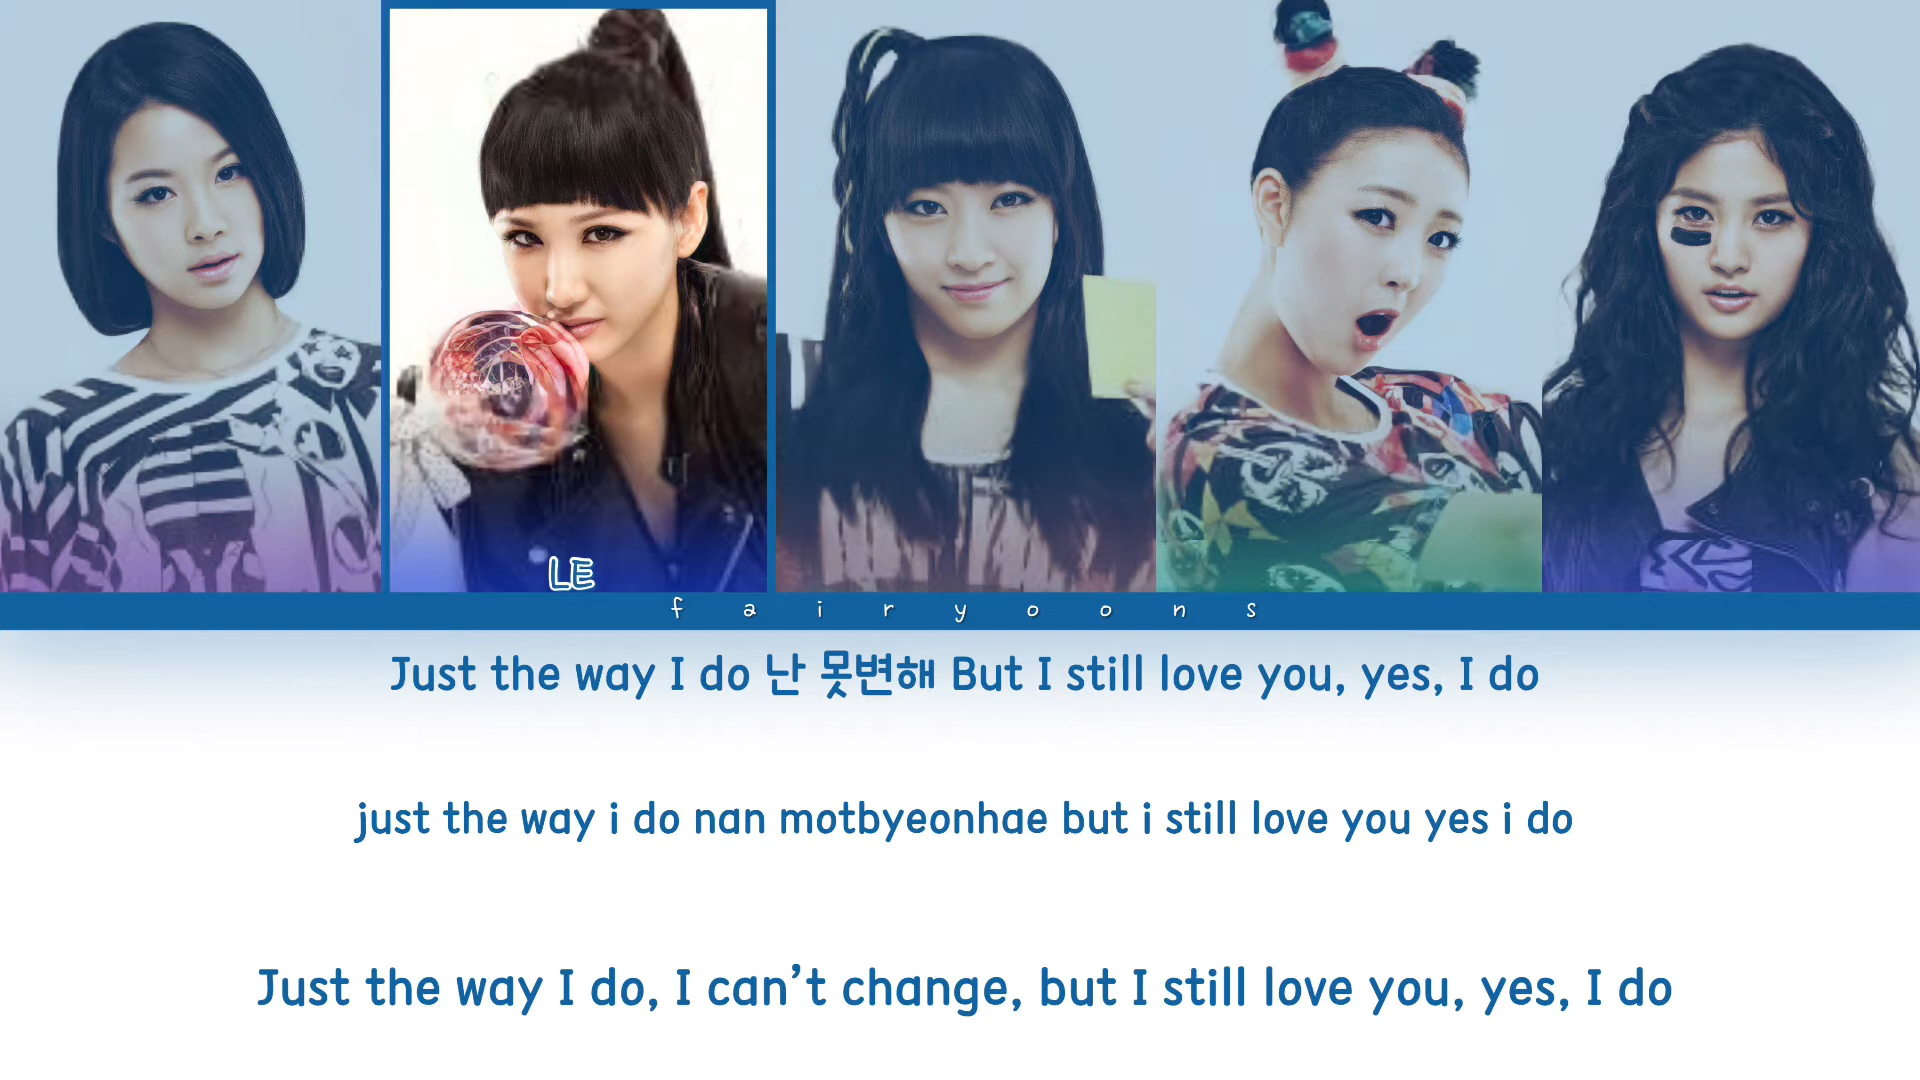 LE
fairyoons
Just the way I do 난 못변해 But I still love you, yes, I do
just the way i do nan motbyeonhae but i still love you yes i do
Just the way I do, I can’t change, but I still love you, yes, I do